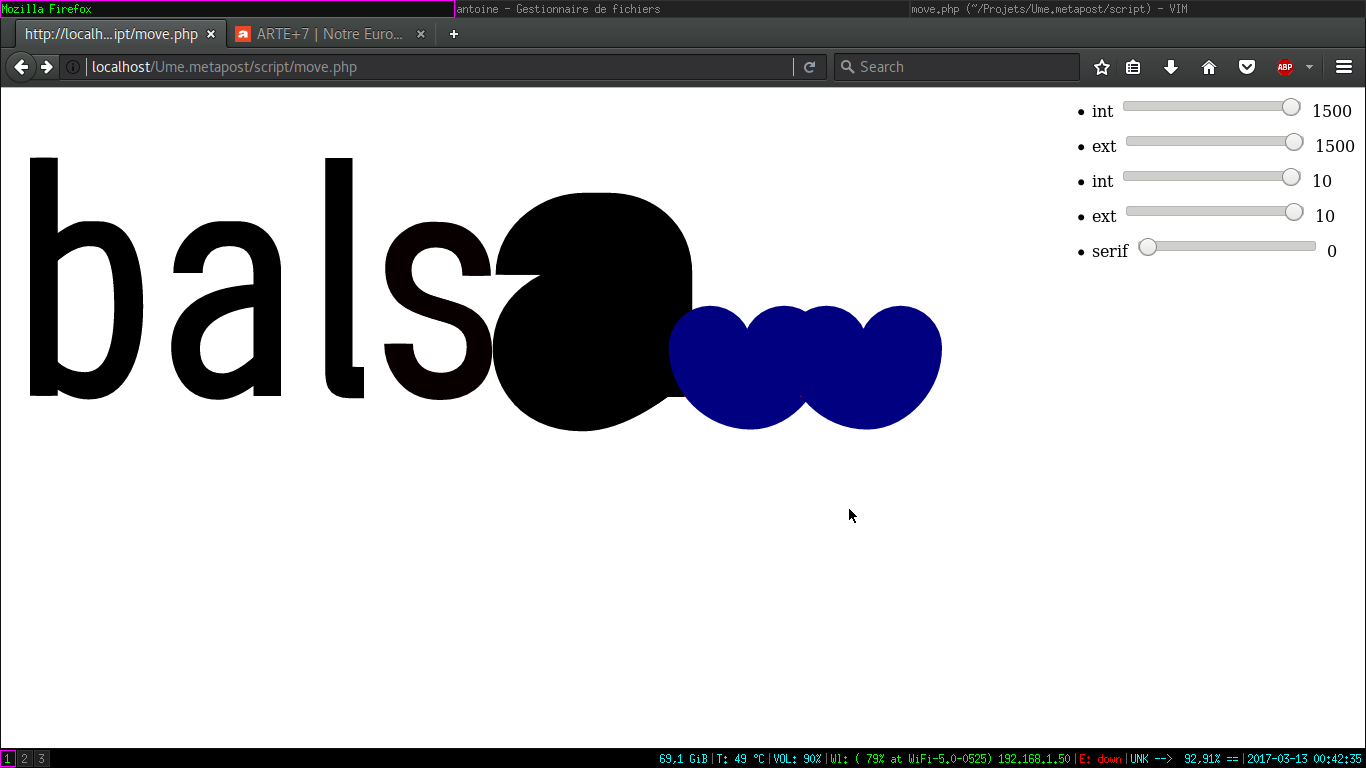 Mozilla Firefox
antoine - Gestionnaire de fichiers
move.php (~/Projets/Ume.metapost/script) - VIM
http://localh...ipt/move.php
ARTE+7 | Notre Euro...
localhost/Ume.metapost/script/move.php
Search
ABP
int 1500
ext 1500
int 10
ext 10
serif 0
balsa
1 2 3
69,1 GiB|T: 49 °C|VOL: 90%|WI: ( 79% at WiFi-5.0-0525) 192.168.1.50|E: down|UNK --> 92,91% ==|2017-03-13 00:42:35